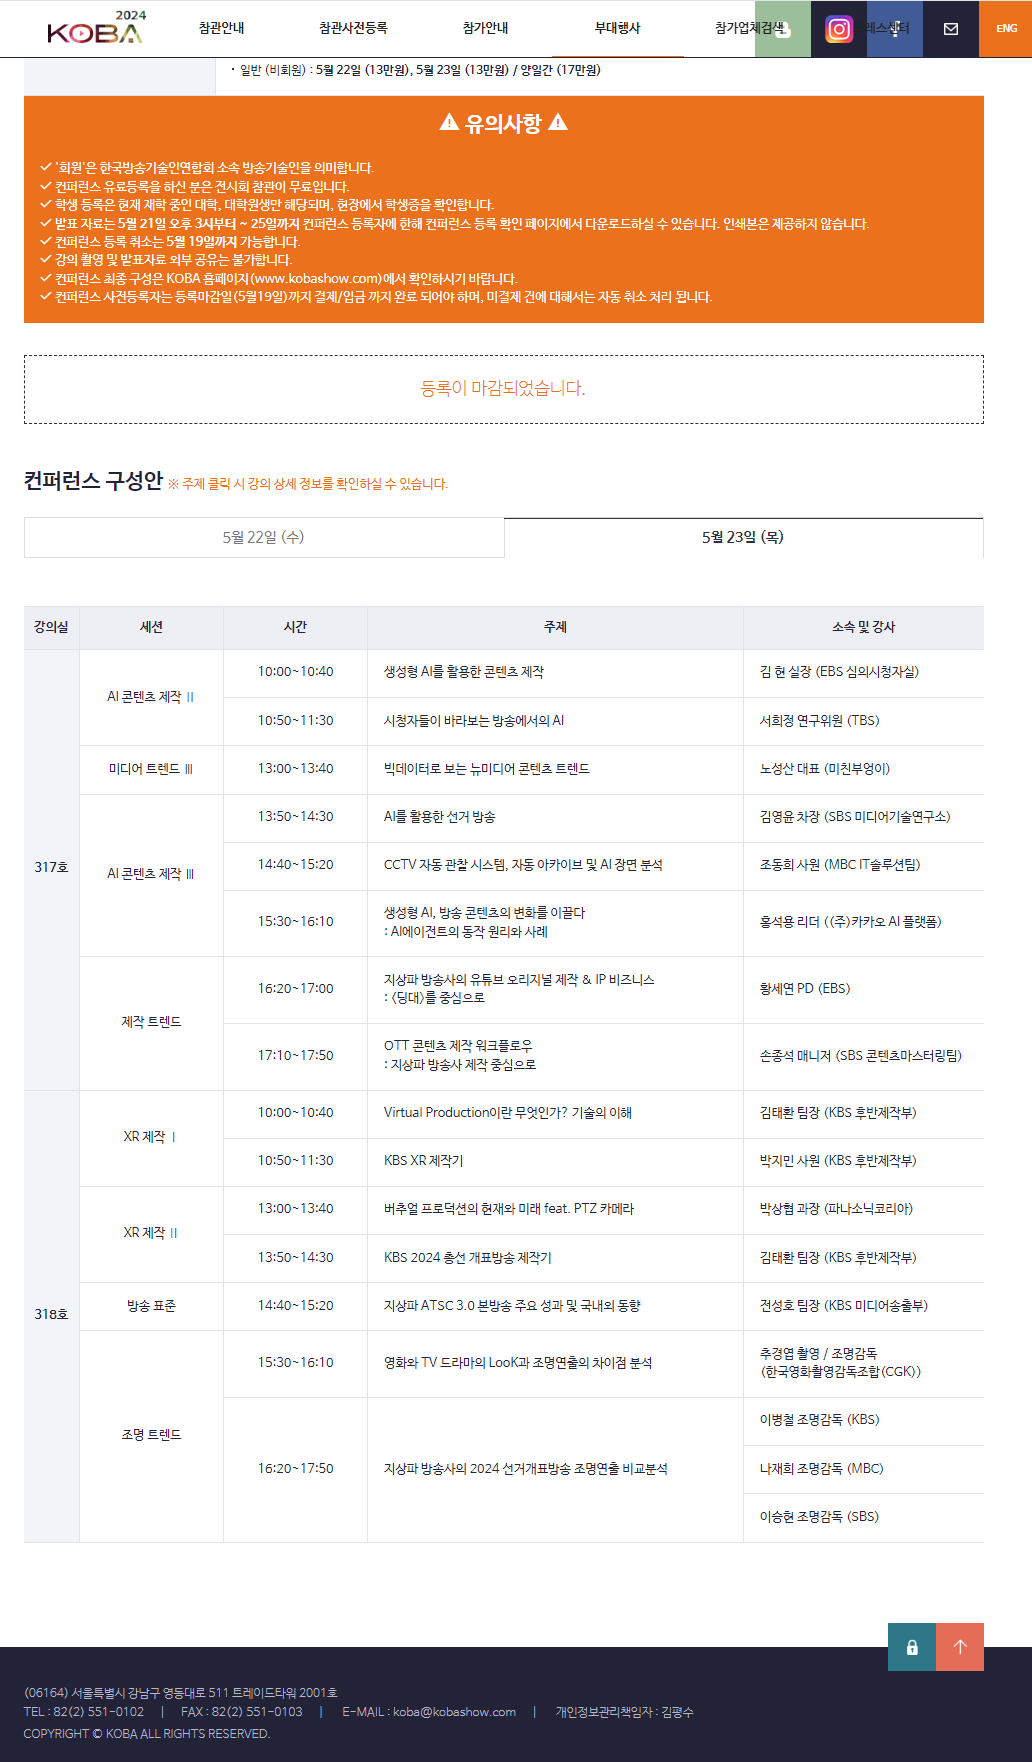 2024
KOBA
참관안내
참관사전등록
참가안내
부대행사
참가업체검색
레스센터
ENG
· 일반 (비회원) : 5월 22일 (13만원), 5월 23일 (13만원) / 양일간 (17만원)
유의사항
'회원'은 한국방송기술인연합회 소속 방송기술인을 의미합니다.
컨퍼런스 유료등록을 하신 분은 전시회 참관이 무료입니다.
학생 등록은 현재 재학 중인 대학, 대학원생만 해당되며, 현장에서 학생증을 확인합니다.
발표 자료는 5월 21일 오후 3시부터 ~ 25일까지 컨퍼런스 등록자에 한해 컨퍼런스 등록 확인 페이지에서 다운로드하실 수 있습니다. 인쇄본은 제공하지 않습니다.
컨퍼런스 등록 취소는 5월 19일까지 가능합니다.
강의 촬영 및 발표자료 외부 공유는 불가합니다.
컨퍼런스 최종 구성은 KOBA 홈페이지(www.kobashow.com)에서 확인하시기 바랍니다.
컨퍼런스 사전등록자는 등록마감일(5월19일)까지 결제/입금 까지 완료 되어야 하며, 미결제 건에 대해서는 자동 취소 처리 됩니다.
등록이 마감되었습니다.
컨퍼런스 구성안 ※ 주제 클릭 시 강의 상세 정보를 확인하실 수 있습니다.
5월 22일 (수)
5월 23일 (목)
강의실 세션 시간 주제 소속 및 강사
317호
AI 콘텐츠 제작 Ⅱ
10:00~10:40 생성형 AI를 활용한 콘텐츠 제작 김 현 실장 (EBS 심의시청자실)
10:50~11:30 시청자들이 바라보는 방송에서의 AI 서희정 연구위원 (TBS)
미디어 트렌드 Ⅲ 13:00~13:40 빅데이터로 보는 뉴미디어 콘텐츠 트렌드 노성산 대표 (미친부엉이)
AI 콘텐츠 제작 Ⅲ
13:50~14:30 AI를 활용한 선거 방송 김영윤 차장 (SBS 미디어기술연구소)
14:40~15:20 CCTV 자동 관찰 시스템, 자동 아카이브 및 AI 장면 분석 조동희 사원 (MBC IT솔루션팀)
15:30~16:10 생성형 AI, 방송 콘텐츠의 변화를 이끌다
: AI에이전트의 동작 원리와 사례
홍석용 리더 ((주)카카오 AI 플랫폼)
제작 트렌드
16:20~17:00 지상파 방송사의 유튜브 오리지널 제작 & IP 비즈니스
: <딩대>를 중심으로
황세연 PD (EBS)
17:10~17:50 OTT 콘텐츠 제작 워크플로우
: 지상파 방송사 제작 중심으로
손종석 매니저 (SBS 콘텐츠마스터링팀)
318호
XR 제작 Ⅰ
10:00~10:40 Virtual Production이란 무엇인가? 기술의 이해 김태환 팀장 (KBS 후반제작부)
10:50~11:30 KBS XR 제작기 박지민 사원 (KBS 후반제작부)
XR 제작 Ⅱ
13:00~13:40 버추얼 프로덕션의 현재와 미래 feat. PTZ 카메라 박상협 과장 (파나소닉코리아)
13:50~14:30 KBS 2024 총선 개표방송 제작기 김태환 팀장 (KBS 후반제작부)
방송 표준 14:40~15:20 지상파 ATSC 3.0 본방송 주요 성과 및 국내외 동향 전성호 팀장 (KBS 미디어송출부)
조명 트렌드
15:30~16:10 영화와 TV 드라마의 LooK과 조명연출의 차이점 분석 추경엽 촬영 / 조명감독
(한국영화촬영감독조합(CGK))
16:20~17:50 지상파 방송사의 2024 선거개표방송 조명연출 비교분석
이병철 조명감독 (KBS)
나재희 조명감독 (MBC)
이승현 조명감독 (SBS)
(06164) 서울특별시 강남구 영동대로 511 트레이드타워 2001호
TEL : 82(2) 551-0102 | FAX : 82(2) 551-0103 | E-MAIL : koba@kobashow.com | 개인정보관리책임자 : 김평수
COPYRIGHT © KOBA ALL RIGHTS RESERVED.